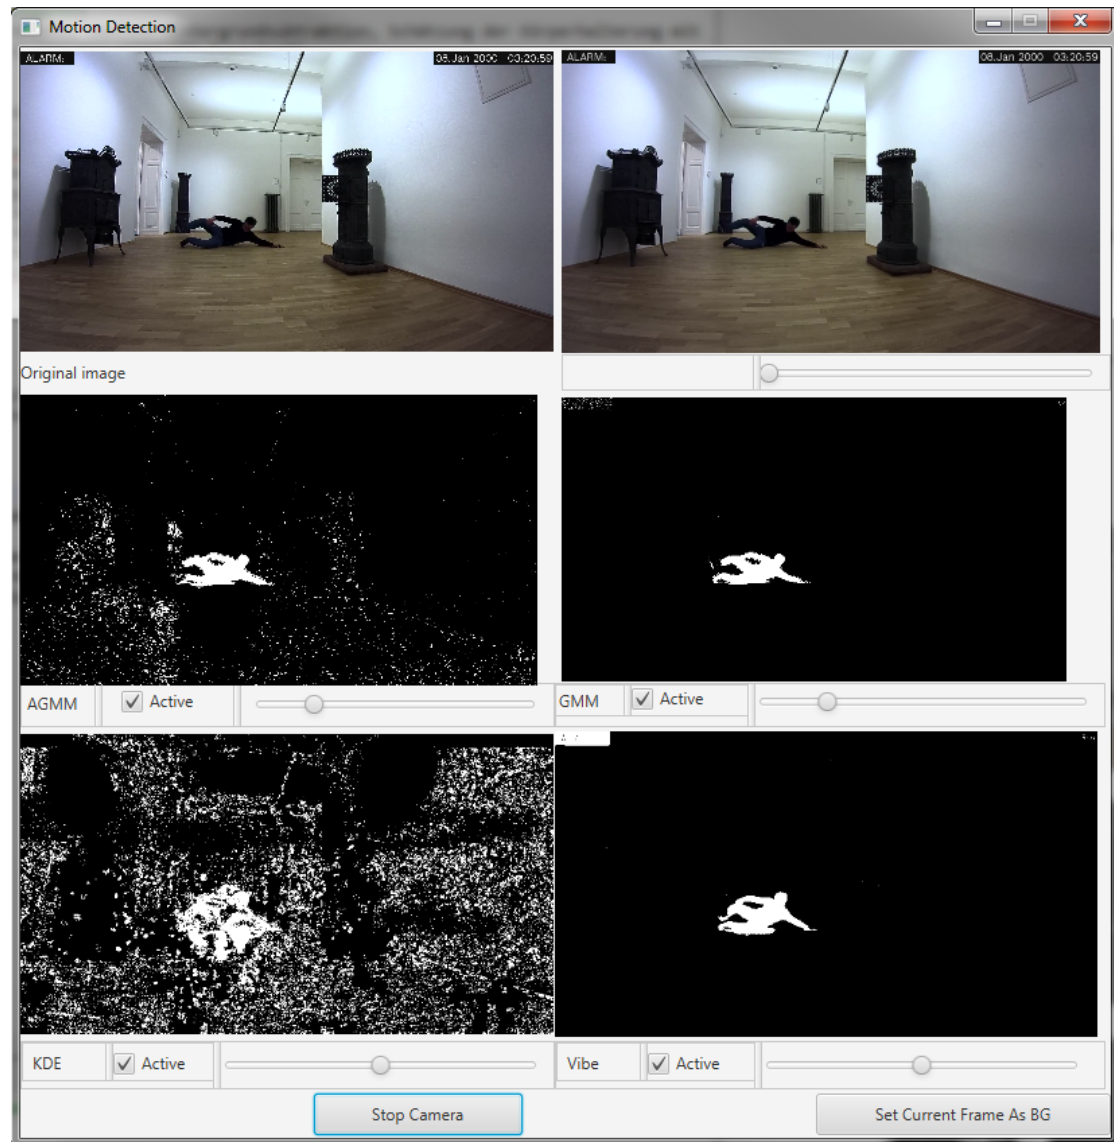 Motion Detection
ALARM:
08.Jan 2000 03:20:59
ALARM:
08.Jan 2000 03:20:59
Original image
AGMM
Active
GMM
Active
KDE
Active
Vibe
Active
Stop Camera
Set Current Frame As BG